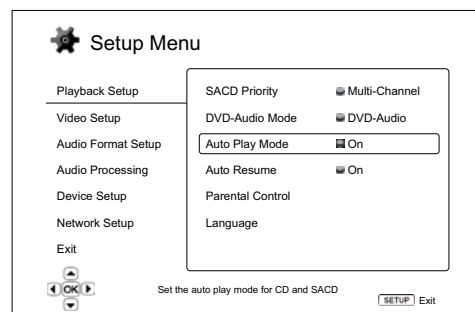 Setup Menu
Playback Setup
Video Setup
Audio Format Setup
Audio Processing
Device Setup
Network Setup
Exit
SACD Priority Multi-Channel
DVD-Audio Mode DVD-Audio
Auto Play Mode On
Auto Resume On
Parental Control
Language
OK
Set the auto play mode for CD and SACD
SETUP Exit